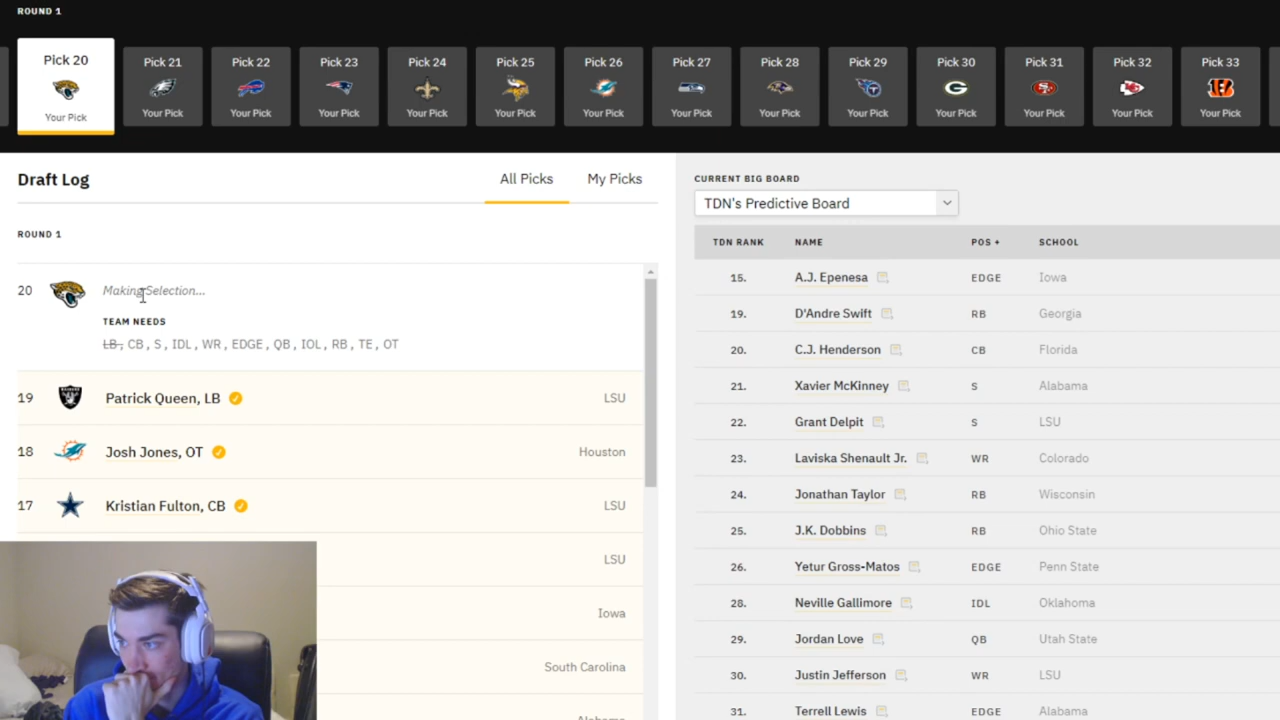 ROUND 1
Pick 20
Your Pick
Pick 21
Your Pick
Pick 22
Your Pick
Pick 23
Your Pick
Pick 24
Your Pick
Pick 25
Your Pick
Pick 26
Your Pick
Pick 27
Your Pick
Pick 28
Your Pick
Pick 29
Your Pick
Pick 30
Your Pick
Pick 31
Your Pick
Pick 32
Your Pick
Pick 33
Your Pick
Draft Log
All Picks
My Picks
ROUND 1
20 Making Selection...
TEAM NEEDS
LB, CB, S, IDL, WR, EDGE, QB, IOL, RB, TE, OT
19 Patrick Queen, LB LSU
18 Josh Jones, OT Houston
17 Kristian Fulton, CB LSU
LSU
Iowa
South Carolina
Alabama
CURRENT BIG BOARD
TDN's Predictive Board
TDN RANK NAME POS + SCHOOL
15. A.J. Epenesa EDGE Iowa
19. D'Andre Swift RB Georgia
20. C.J. Henderson CB Florida
21. Xavier McKinney S Alabama
22. Grant Delpit S LSU
23. Laviska Shenault Jr. WR Colorado
24. Jonathan Taylor RB Wisconsin
25. J.K. Dobbins RB Ohio State
26. Yetur Gross-Matos EDGE Penn State
28. Neville Gallimore IDL Oklahoma
29. Jordan Love QB Utah State
30. Justin Jefferson WR LSU
31. Terrell Lewis EDGE Alabama